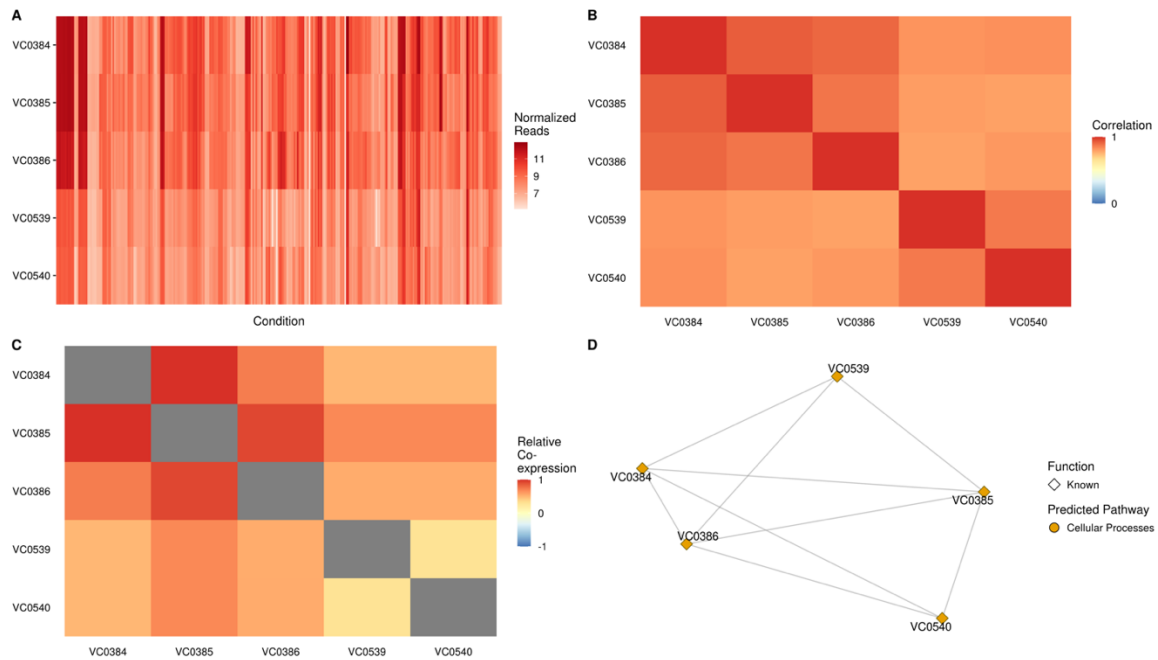 A
VC0384
VC0385
VC0386
VC0539
VC0540
Condition
Normalized
Reads
11
9
7
B
VC0384
VC0385
VC0386
VC0539
VC0540
VC0384 VC0385 VC0386 VC0539 VC0540
Correlation
1
0
C
VC0384
VC0385
VC0386
VC0539
VC0540
VC0384 VC0385 VC0386 VC0539 VC0540
Relative
Co-
expression
1
0
-1
D
VC0539
VC0384
VC0385
VC0386
VC0540
Function
Known
Predicted Pathway
Cellular Processes